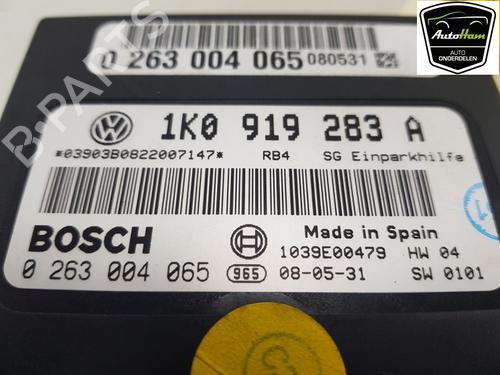 AutoHam
AUTO
ONDERDELEN
0 263 004 065 080531
1K0 919 283 A
*03903B0822007147* RB4 SG Einparkhilfe
BOSCH
Made in Spain
1039E00479 HW 04
0 263 004 065 965 08-05-31 SW 0101
B-PARTS